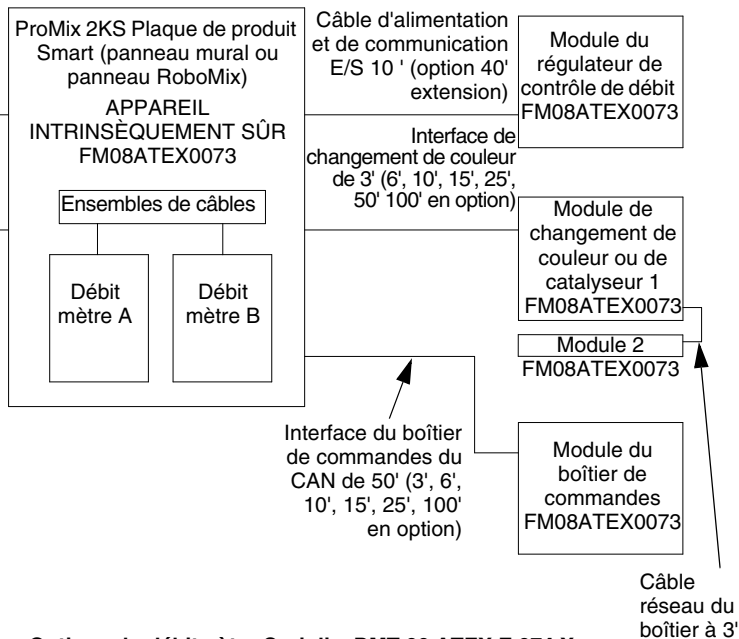 ProMix 2KS Plaque de produit
Smart (panneau mural ou
panneau RoboMix)
APPAREIL
INTRINSÈQUEMENT SÛR
FM08ATEX0073
Ensembles de câbles
Débit
mètre A
Débit
mètre B
Câble d'alimentation
et de communication
E/S 10 ' (option 40'
extension)
Module du
régulateur de
contrôle de débit
FM08ATEX0073
Interface de
changement de couleur
de 3' (6', 10', 15', 25',
50' 100' en option)
Module de
changement de
couleur ou de
catalyseur 1
FM08ATEX0073
Module 2
FM08ATEX0073
Interface du boîtier
de commandes du
CAN de 50' (3', 6',
10', 15', 25', 100'
en option)
Module du
boîtier de
commandes
FM08ATEX0073
Câble
réseau du
boîtier à 3'